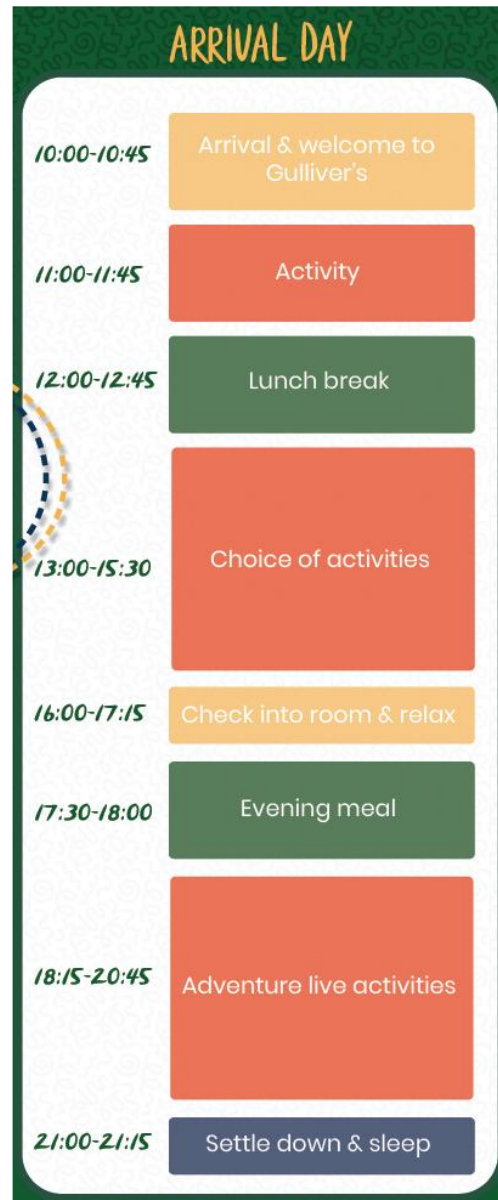 ARRIVAL DAY
10:00-10:45
Arrival & welcome to
Gulliver's
11:00-11:45
Activity
12:00-12:45
Lunch break
13:00-15:30
Choice of activities
16:00-17:15
Check into room & relax
17:30-18:00
Evening meal
18:15-20:45
Adventure live activities
21:00-21:15
Settle down & sleep